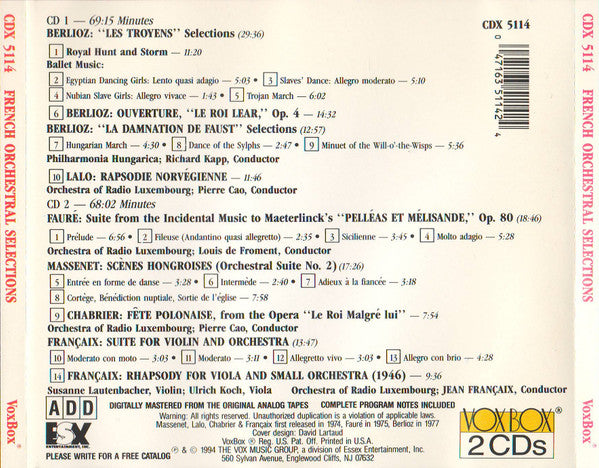 CDX 5114 FRENCH ORCHESTRAL SELECTIONS VoxBox®
CD 1 — 69:15 Minutes
CDX 5114
BERLIOZ: "LES TROYENS" Selections (29:36)
1 Royal Hunt and Storm — 11:20
Ballet Music:
2 Egyptian Dancing Girls: Lento quasi adagio — 5:03 • 3 Slaves' Dance: Allegro moderato — 5:10
4 Nubian Slave Girls: Allegro vivace — 1:43 • 5 Trojan March — 6:02
6 BERLIOZ: OUVERTURE, "LE ROI LEAR," Op. 4 — 14:32
BERLIOZ: "LA DAMNATION DE FAUST" Selections (12:57)
7 Hungarian March — 4:30 • 8 Dance of the Sylphs — 2:47 • 9 Minuet of the Will-o'-the-Wisps — 5:36
Philharmonia Hungarica; Richard Kapp, Conductor
10 LALO: RAPSODIE NORVÉGIENNE — 11:46
Orchestra of Radio Luxembourg; Pierre Cao, Conductor
0 47163 51142 4
CD 2 — 68:02 Minutes
FAURÉ: Suite from the Incidental Music to Maeterlinck's "PELLÉAS ET MÉLISANDE," Op. 80 (18:46)
1 Prélude — 6:56 • 2 Fileuse (Andantino quasi allegretto) — 2:35 • 3 Sicilienne — 3:45 • 4 Molto adagio — 5:28
Orchestra of Radio Luxembourg; Louis de Froment, Conductor
MASSENET: SCÈNES HONGROISES (Orchestral Suite No. 2) (17:26)
5 Entrée en forme de danse — 3:28 • 6 Intermède — 2:40 • 7 Adieux à la fiancée — 3:18
8 Cortège, Bénédiction nuptiale, Sortie de l'église — 7:58
9 CHABRIER: FÊTE POLONAISE, from the Opera "Le Roi Malgré lui" — 7:54
Orchestra of Radio Luxembourg; Pierre Cao, Conductor
FRANÇAIX: SUITE FOR VIOLIN AND ORCHESTRA (13:47)
10 Moderato con moto — 3:03 • 11 Moderato — 3:11 • 12 Allegretto vivo — 3:03 • 13 Allegro con brio — 4:28
14 FRANÇAIX: RHAPSODY FOR VIOLA AND SMALL ORCHESTRA (1946) — 9:36
Susanne Lautenbacher, Violin; Ulrich Koch, Viola Orchestra of Radio Luxembourg; JEAN FRANÇAIX, Conductor
ADD
DIGITALLY MASTERED FROM THE ORIGINAL ANALOG TAPES COMPLETE PROGRAM NOTES INCLUDED
Warning: All rights reserved. Unauthorized duplication is a violation of applicable laws.
Massenet, Lalo, Chabrier & Françaix first released in 1974, Fauré in 1975, Berlioz in 1977
Cover design: David Lartaud
VoxBox ® Reg. U.S. Pat. Off. Printed in U.S.A.
ESX
ENTERTAINMENT, INC.
PLEASE WRITE FOR A FREE CATALOG
℗ & © 1994 THE VOX MUSIC GROUP, a division of Essex Entertainment, Inc.
560 Sylvan Avenue, Englewood Cliffs, NJ 07632
VOXBOX®
2 CDs
CDX 5114 FRENCH ORCHESTRAL SELECTIONS VoxBox®